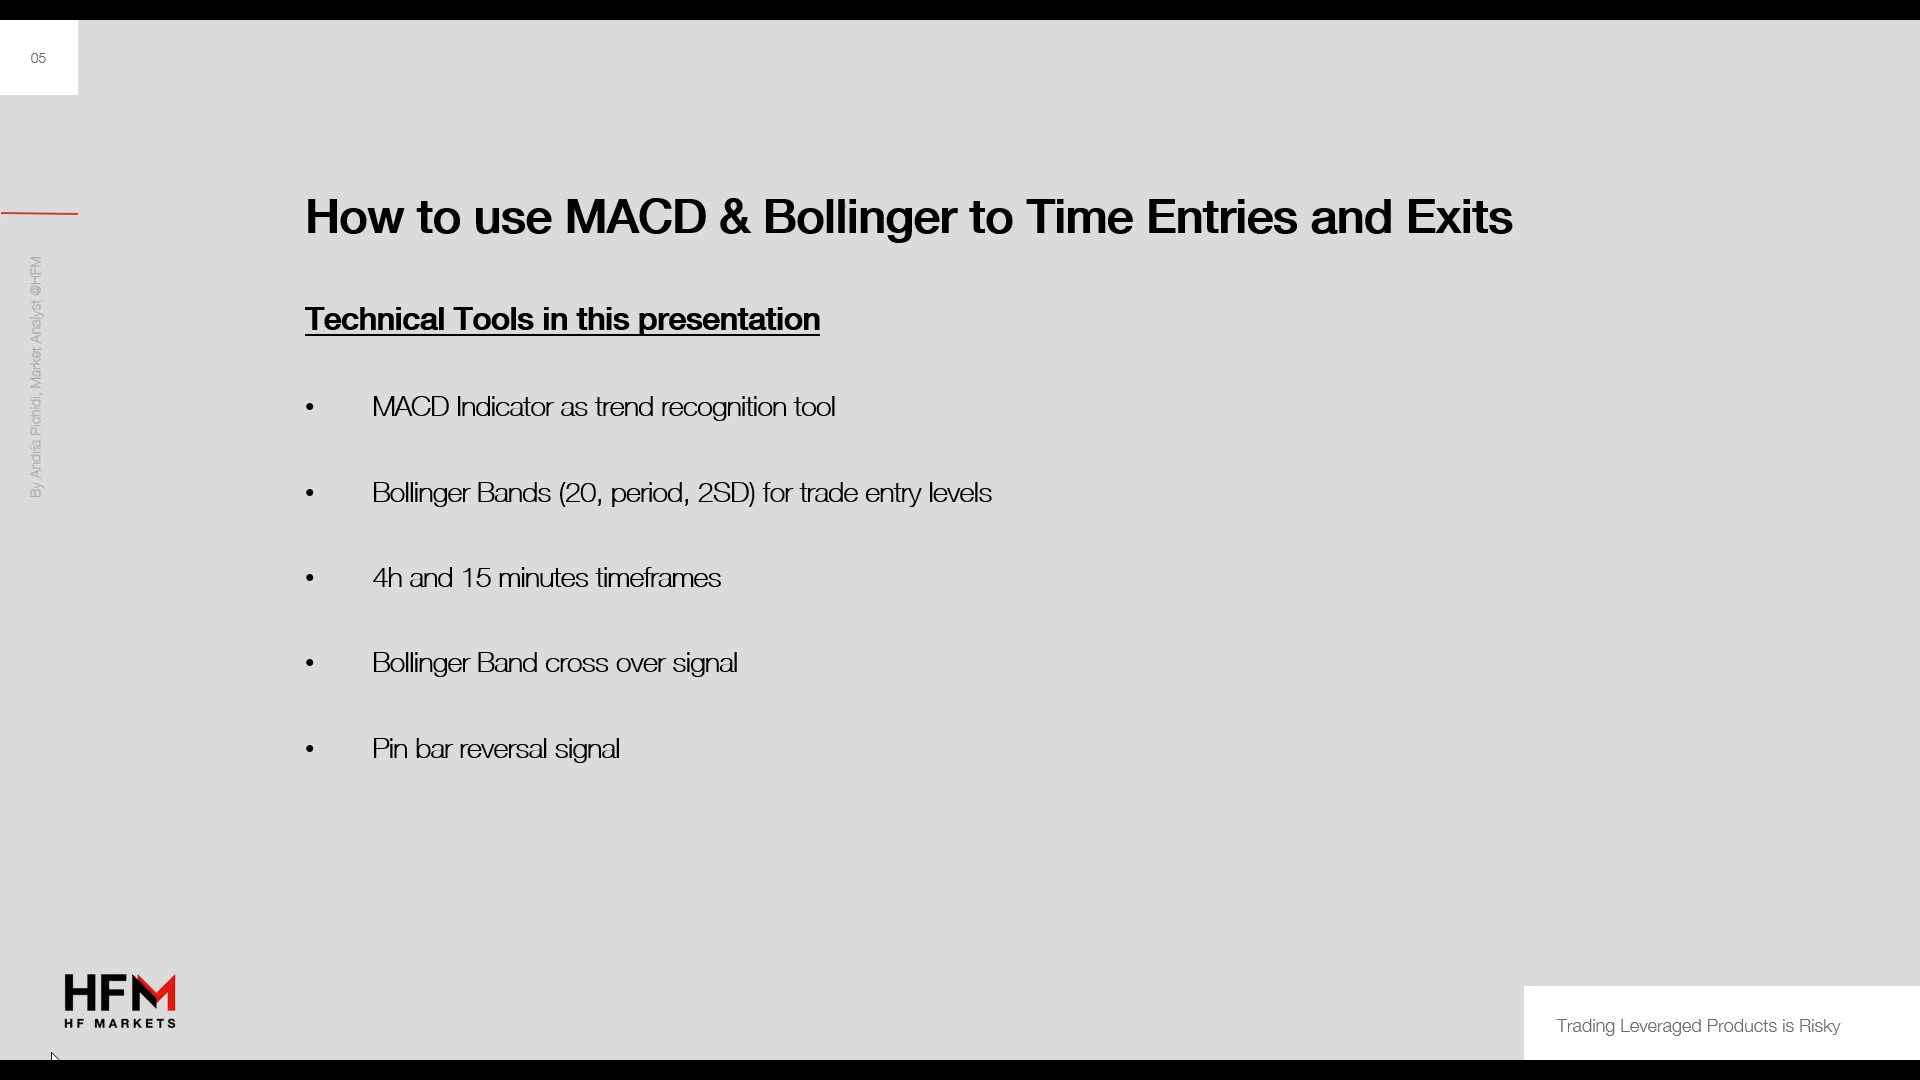 05
By Andria Pichidi, Market Analyst @HFM
How to use MACD & Bollinger to Time Entries and Exits
Technical Tools in this presentation
• MACD Indicator as trend recognition tool
• Bollinger Bands (20, period, 2SD) for trade entry levels
• 4h and 15 minutes timeframes
• Bollinger Band cross over signal
• Pin bar reversal signal
HFM
HF MARKETS
Trading Leveraged Products is Risky